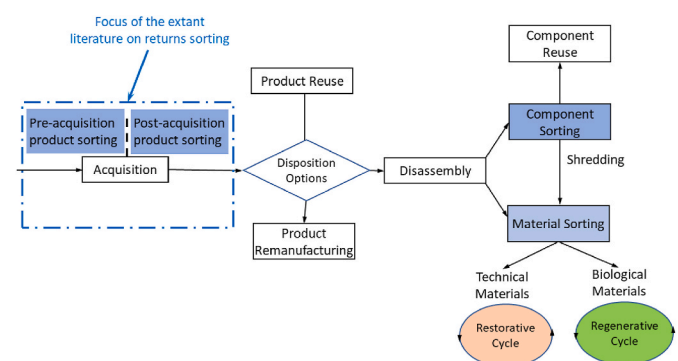 Focus of the extant
literature on returns sorting
Pre-acquisition
product sorting
Post-acquisition
product sorting
Acquisition
Product Reuse
Disposition
Options
Product
Remanufacturing
Disassembly
Component
Reuse
Component
Sorting
Shredding
Material Sorting
Technical
Materials
Biological
Materials
Restorative
Cycle
Regenerative
Cycle